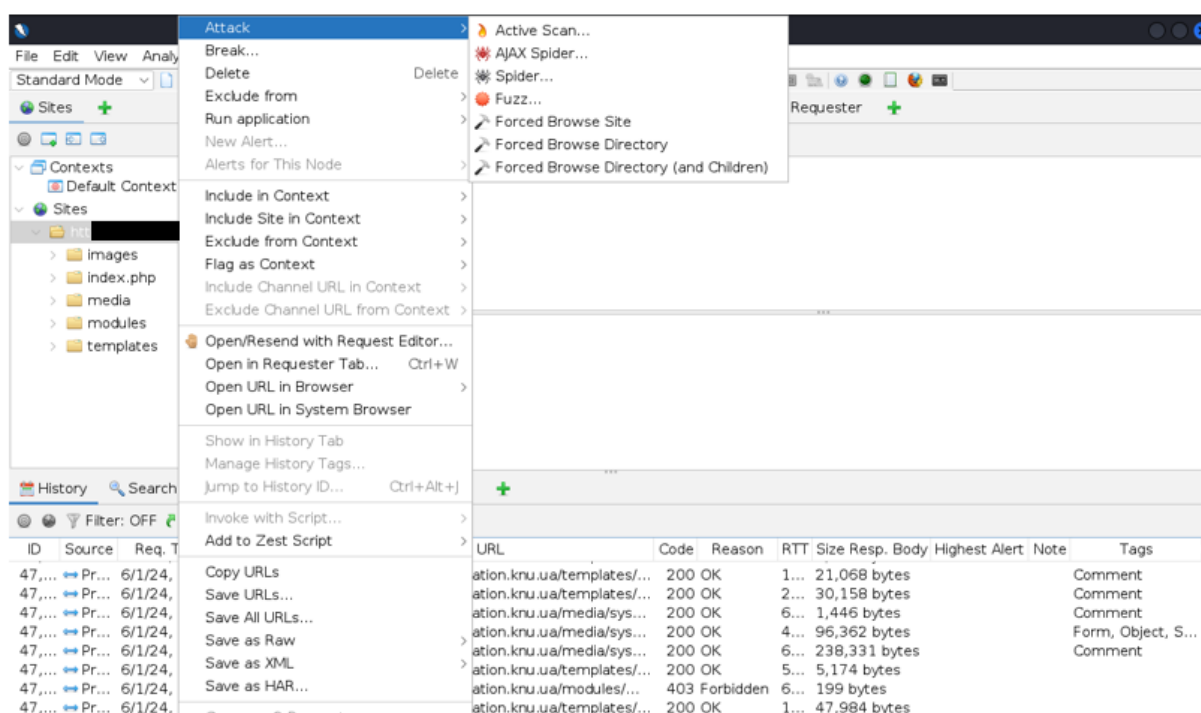 Attack
Active Scan...
File Edit View Analy
Break...
AJAX Spider...
Standard Mode
Delete Delete
Spider...
Sites
Exclude from
Fuzz...
Requester
Run application
Forced Browse Site
New Alert...
Forced Browse Directory
Contexts
Alerts for This Node
Forced Browse Directory (and Children)
Default Context
Include in Context
Sites
Include Site in Context
htt
Exclude from Context
images
Flag as Context
index.php
Include Channel URL in Context
media
Exclude Channel URL from Context
modules
Open/Resend with Request Editor...
templates
Open in Requester Tab... Ctrl+W
Open URL in Browser
Open URL in System Browser
Show in History Tab
Manage History Tags...
History Search
Jump to History ID... Ctrl+Alt+J
Filter: OFF
Invoke with Script...
Add to Zest Script
ID Source Req. T URL Code Reason RTT Size Resp. Body Highest Alert Note Tags
Copy URLs
47,... Pr... 6/1/24, ation.knu.ua/templates/... 200 OK 1... 21,068 bytes Comment
Save URLs...
47,... Pr... 6/1/24, ation.knu.ua/templates/... 200 OK 2... 30,158 bytes Comment
Save All URLs...
47,... Pr... 6/1/24, ation.knu.ua/media/sys... 200 OK 6... 1,446 bytes Comment
Save as Raw
47,... Pr... 6/1/24, ation.knu.ua/media/sys... 200 OK 4... 96,362 bytes Form, Object, S...
47,... Pr... 6/1/24, ation.knu.ua/media/sys... 200 OK 6... 238,331 bytes Comment
Save as XML
47,... Pr... 6/1/24, ation.knu.ua/templates/... 200 OK 5... 5,174 bytes
Save as HAR...
47,... Pr... 6/1/24, ation.knu.ua/modules/... 403 Forbidden 6... 199 bytes
47,... Pr... 6/1/24, ation.knu.ua/templates/... 200 OK 1... 47,984 bytes